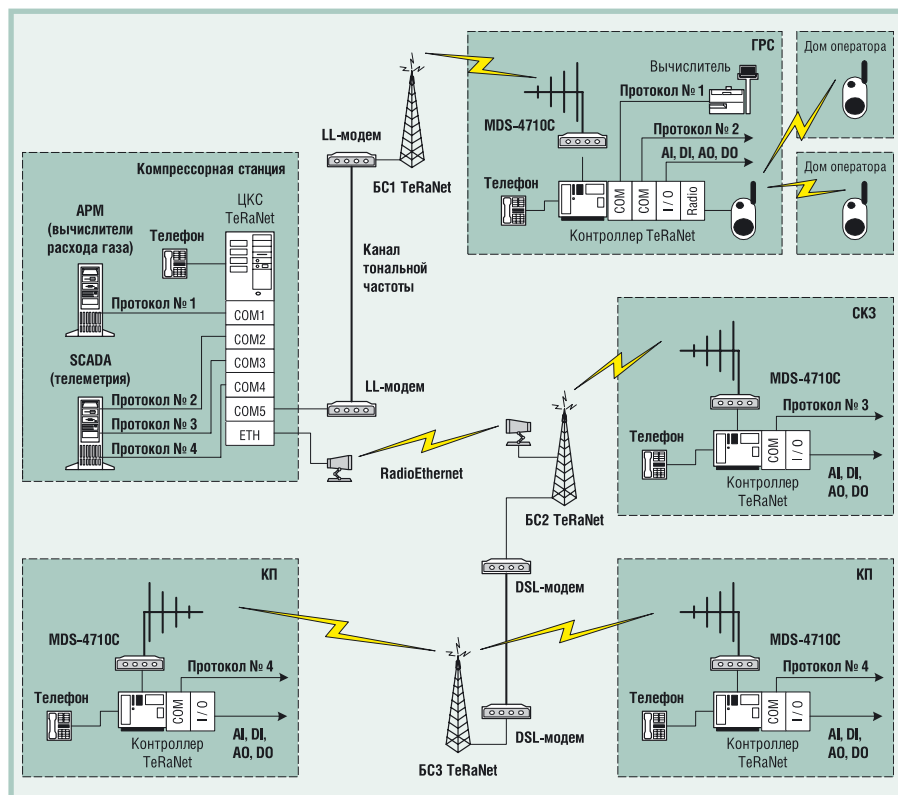 ГРС
Вычислитель
Протокол № 1
MDS-4710C
Протокол № 2
AI, DI, AO, DO
Телефон
COM
COM
I / O
Radio
Контроллер TeRaNet
Дом оператора
Дом оператора
LL-модем
БС1 TeRaNet
Канал
тональной
частоты
LL-модем
Компрессорная станция
ЦКС
TeRaNet
АРМ
(вычислители
расхода газа)
Телефон
Протокол № 1
COM1
COM2
COM3
COM4
COM5
ETH
SCADA
(телеметрия)
Протокол № 2
Протокол № 3
Протокол № 4
RadioEthernet
БС2 TeRaNet
СКЗ
MDS-4710C
Протокол № 3
Телефон
COM
I / O
Контроллер
TeRaNet
AI, DI,
AO, DO
DSL-модем
DSL-модем
БС3 TeRaNet
КП
MDS-4710C
Протокол № 4
Телефон
COM
I / O
Контроллер
TeRaNet
AI, DI,
AO, DO
КП
MDS-4710C
Протокол № 4
Телефон
COM
I / O
Контроллер
TeRaNet
AI, DI,
AO, DO